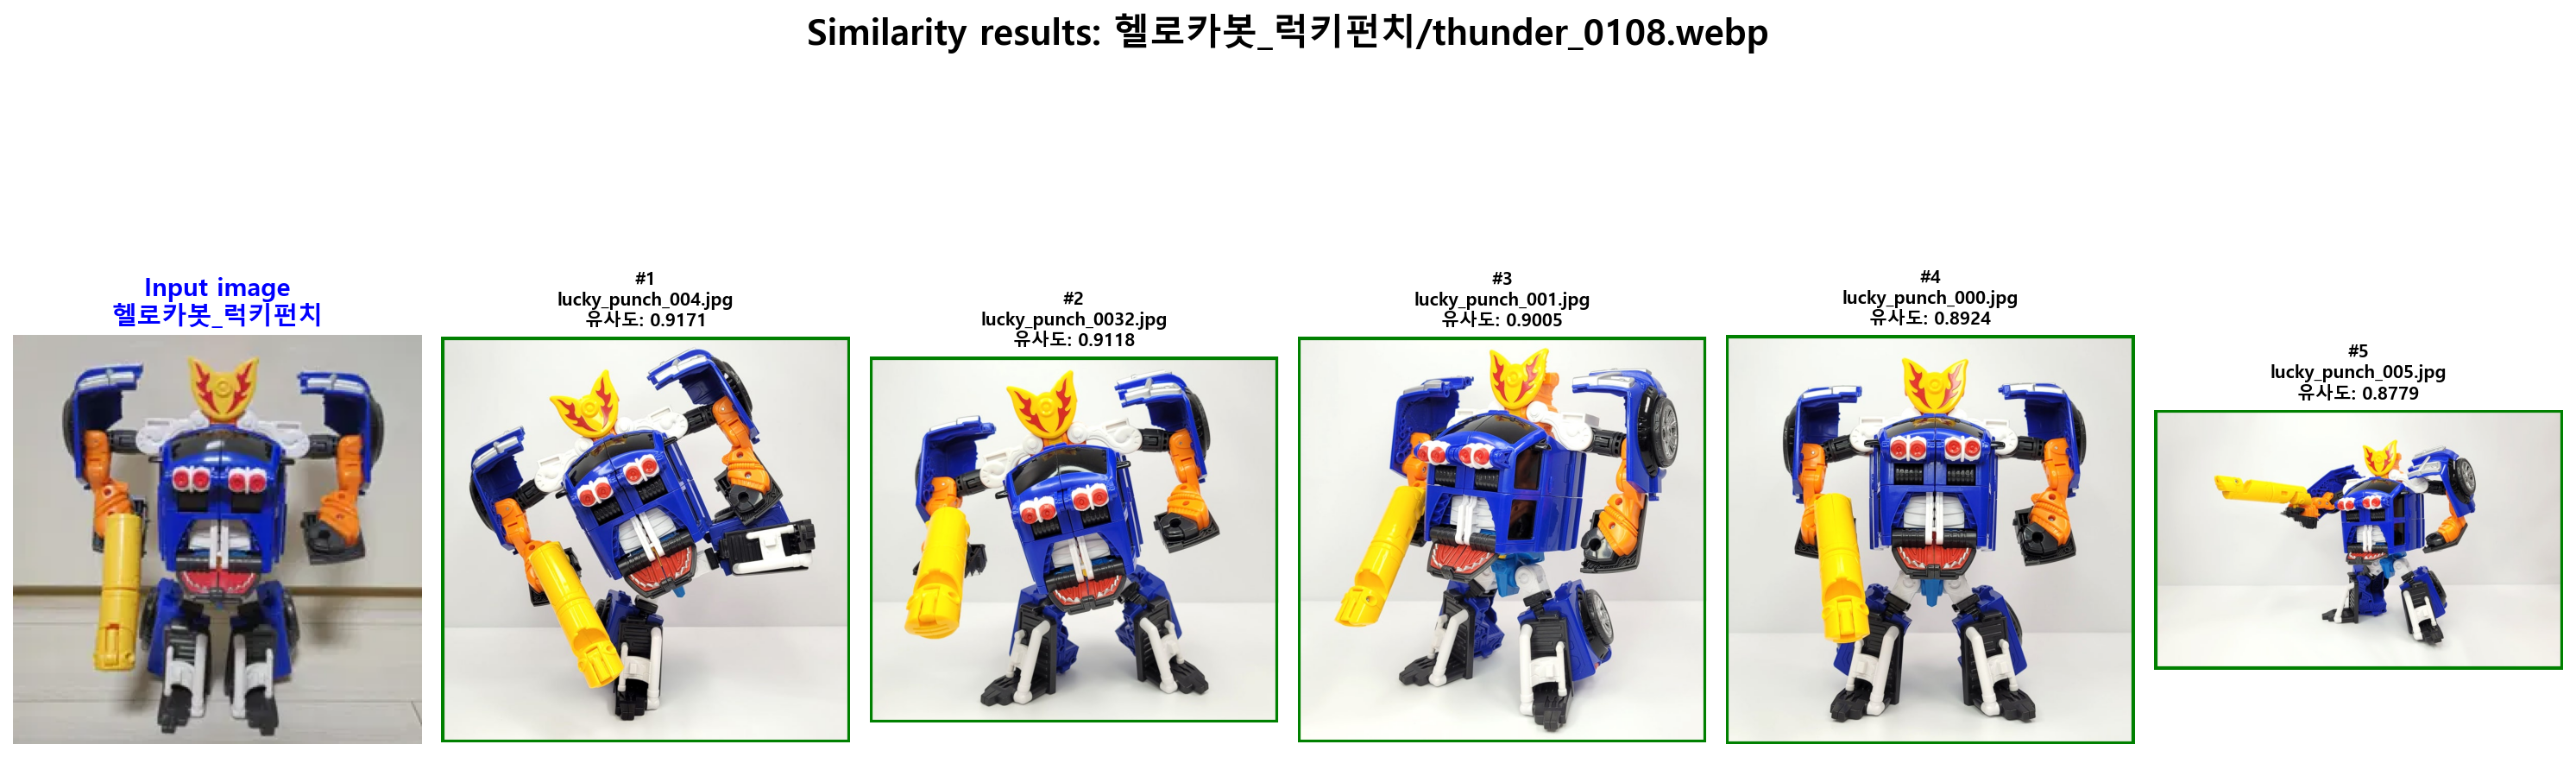 Similarity results: 헬로카봇_럭키펀치/thunder_0108.webp
Input image
헬로카봇_럭키펀치
#1
lucky_punch_004.jpg
유사도: 0.9171
#2
lucky_punch_0032.jpg
유사도: 0.9118
#3
lucky_punch_001.jpg
유사도: 0.9005
#4
lucky_punch_000.jpg
유사도: 0.8924
#5
lucky_punch_005.jpg
유사도: 0.8779